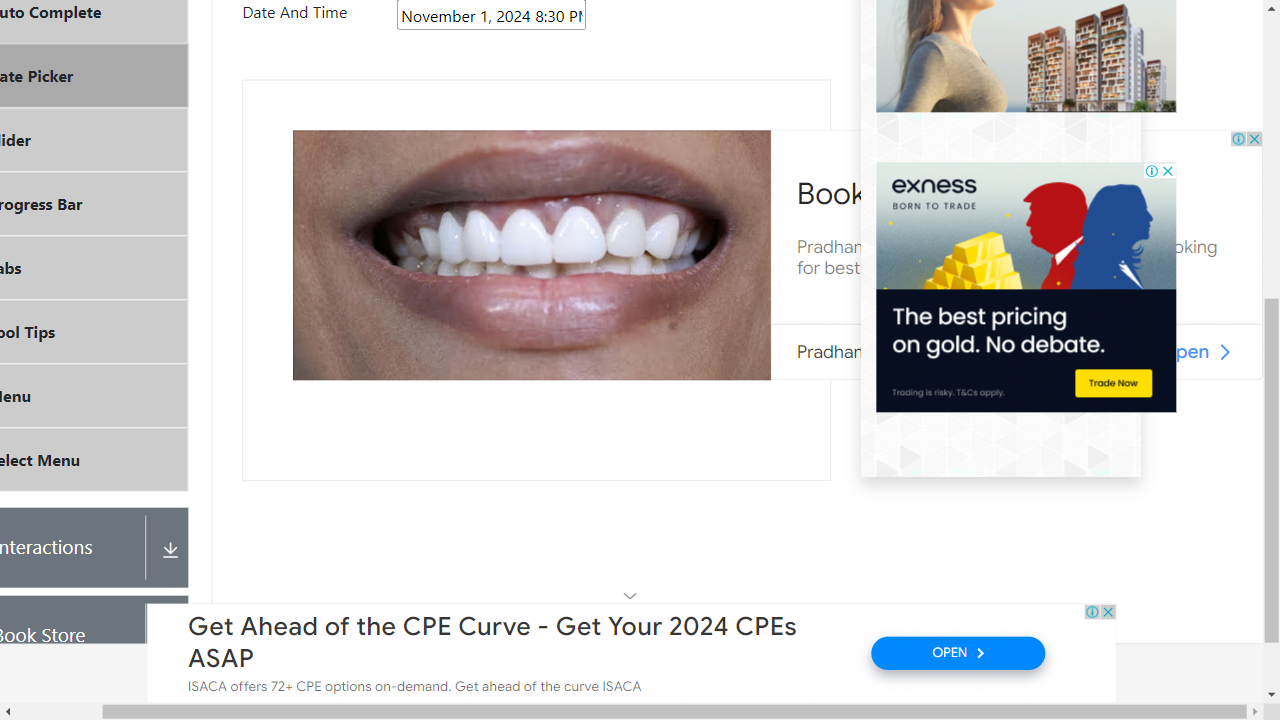 uto Complete
Date And Time
November 1, 2024 8:30 PM
ate Picker
lider
rogress Bar
abs
ool Tips
enu
elect Menu
nteractions
Book Store
Book
Pradham
oking
for best
Pradham
pen
exness
BORN TO TRADE
The best pricing
on gold. No debate.
Trade Now
Trading is risky. T&Cs apply.
Get Ahead of the CPE Curve - Get Your 2024 CPEs
ASAP
OPEN
ISACA offers 72+ CPE options on-demand. Get ahead of the curve ISACA